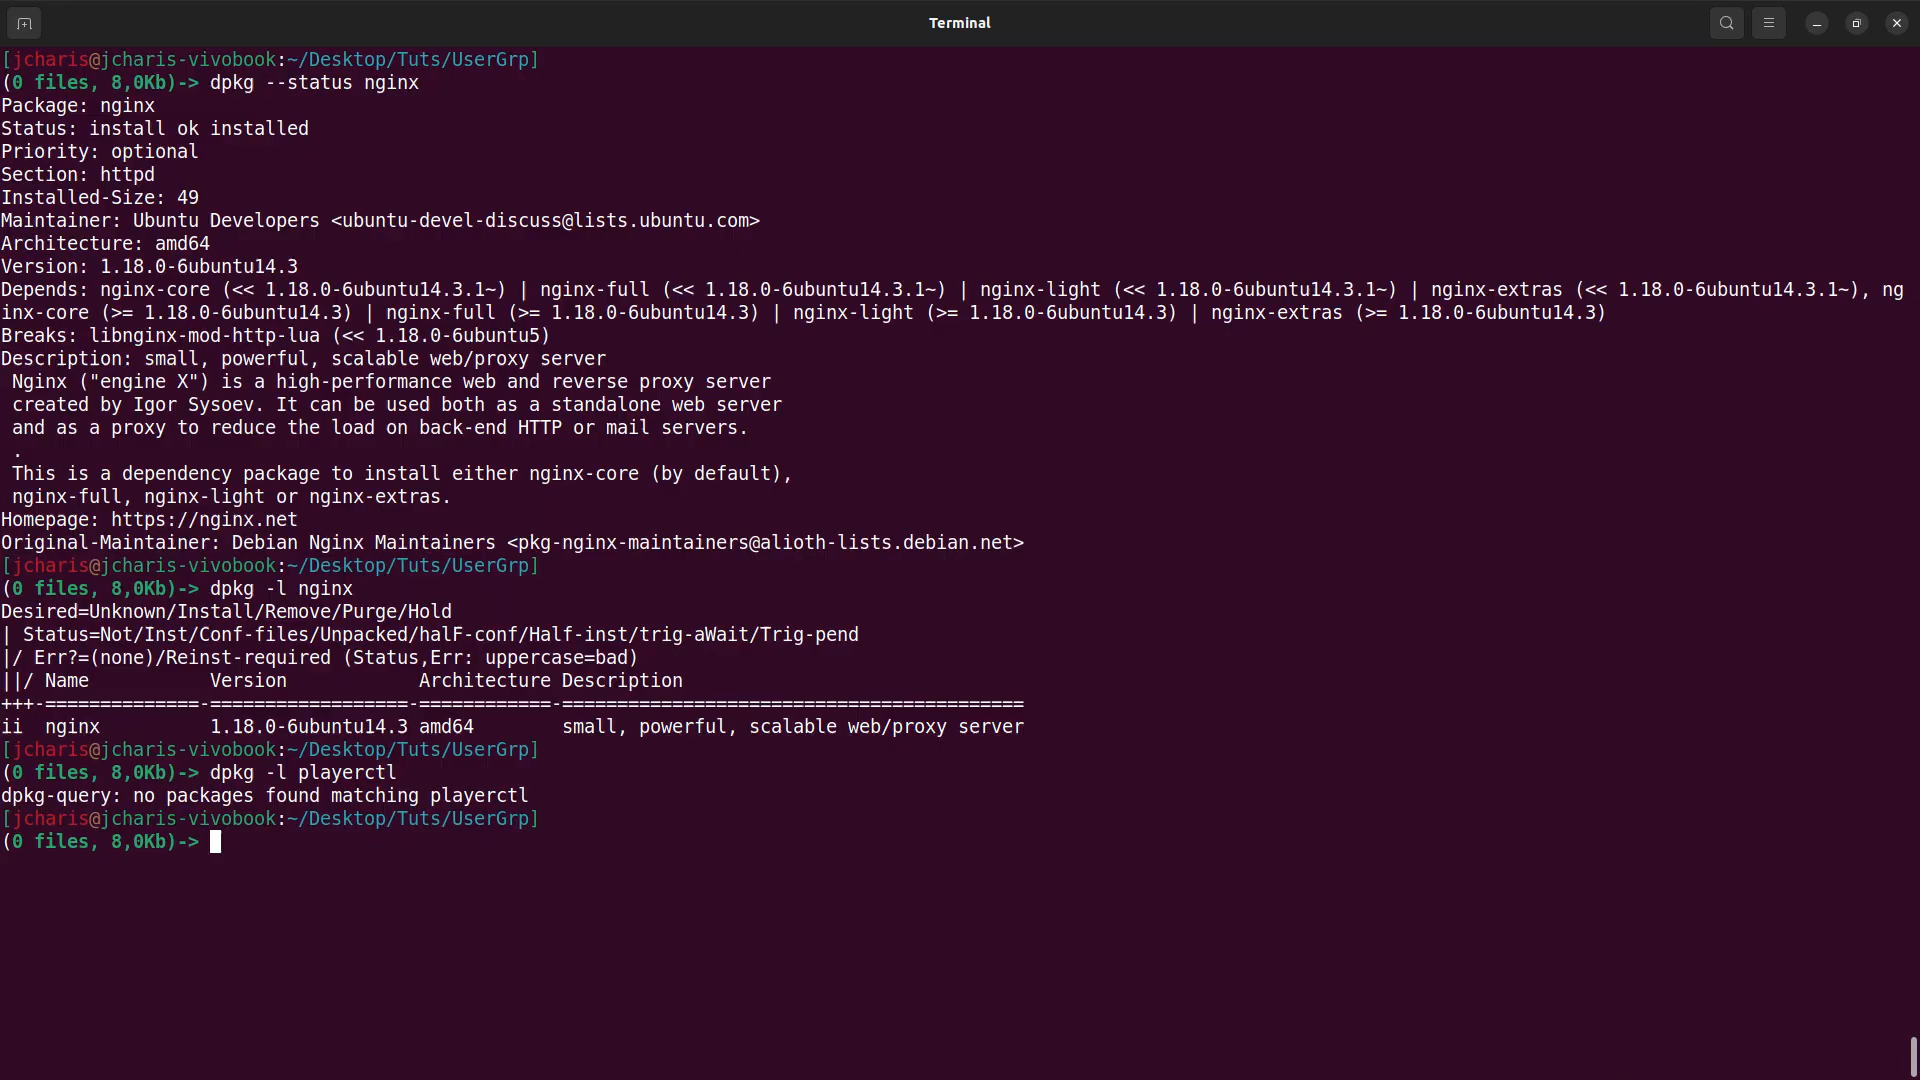 Terminal
[jcharis@jcharis-vivobook:~/Desktop/Tuts/UserGrp]
(0 files, 8,0Kb)-> dpkg --status nginx
Package: nginx
Status: install ok installed
Priority: optional
Section: httpd
Installed-Size: 49
Maintainer: Ubuntu Developers <ubuntu-devel-discuss@lists.ubuntu.com>
Architecture: amd64
Version: 1.18.0-6ubuntu14.3
Depends: nginx-core (<< 1.18.0-6ubuntu14.3.1~) | nginx-full (<< 1.18.0-6ubuntu14.3.1~) | nginx-light (<< 1.18.0-6ubuntu14.3.1~) | nginx-extras (<< 1.18.0-6ubuntu14.3.1~), ng
inx-core (>= 1.18.0-6ubuntu14.3) | nginx-full (>= 1.18.0-6ubuntu14.3) | nginx-light (>= 1.18.0-6ubuntu14.3) | nginx-extras (>= 1.18.0-6ubuntu14.3)
Breaks: libnginx-mod-http-lua (<< 1.18.0-6ubuntu5)
Description: small, powerful, scalable web/proxy server
 Nginx ("engine X") is a high-performance web and reverse proxy server
 created by Igor Sysoev. It can be used both as a standalone web server
 and as a proxy to reduce the load on back-end HTTP or mail servers.
 .
 This is a dependency package to install either nginx-core (by default),
 nginx-full, nginx-light or nginx-extras.
Homepage: https://nginx.net
Original-Maintainer: Debian Nginx Maintainers <pkg-nginx-maintainers@alioth-lists.debian.net>
[jcharis@jcharis-vivobook:~/Desktop/Tuts/UserGrp]
(0 files, 8,0Kb)-> dpkg -l nginx
Desired=Unknown/Install/Remove/Purge/Hold
| Status=Not/Inst/Conf-files/Unpacked/halF-conf/Half-inst/trig-aWait/Trig-pend
|/ Err?=(none)/Reinst-required (Status,Err: uppercase=bad)
||/ Name           Version            Architecture Description
+++-==============-==================-============-==========================================
ii  nginx          1.18.0-6ubuntu14.3 amd64        small, powerful, scalable web/proxy server
[jcharis@jcharis-vivobook:~/Desktop/Tuts/UserGrp]
(0 files, 8,0Kb)-> dpkg -l playerctl
dpkg-query: no packages found matching playerctl
[jcharis@jcharis-vivobook:~/Desktop/Tuts/UserGrp]
(0 files, 8,0Kb)->